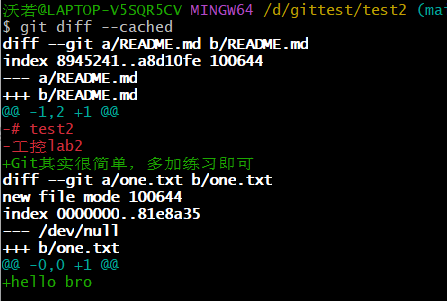 沃若@LAPTOP-V5SQR5CV MINGW64 /d/gittest/test2 (mai
$ git diff --cached
diff --git a/README.md b/README.md
index 8945241..a8d10fe 100644
--- a/README.md
+++ b/README.md
@@ -1,2 +1 @@
-# test2
-工控lab2
+Git其实很简单，多加练习即可
diff --git a/one.txt b/one.txt
new file mode 100644
index 0000000..81e8a35
--- /dev/null
+++ b/one.txt
@@ -0,0 +1 @@
+hello bro